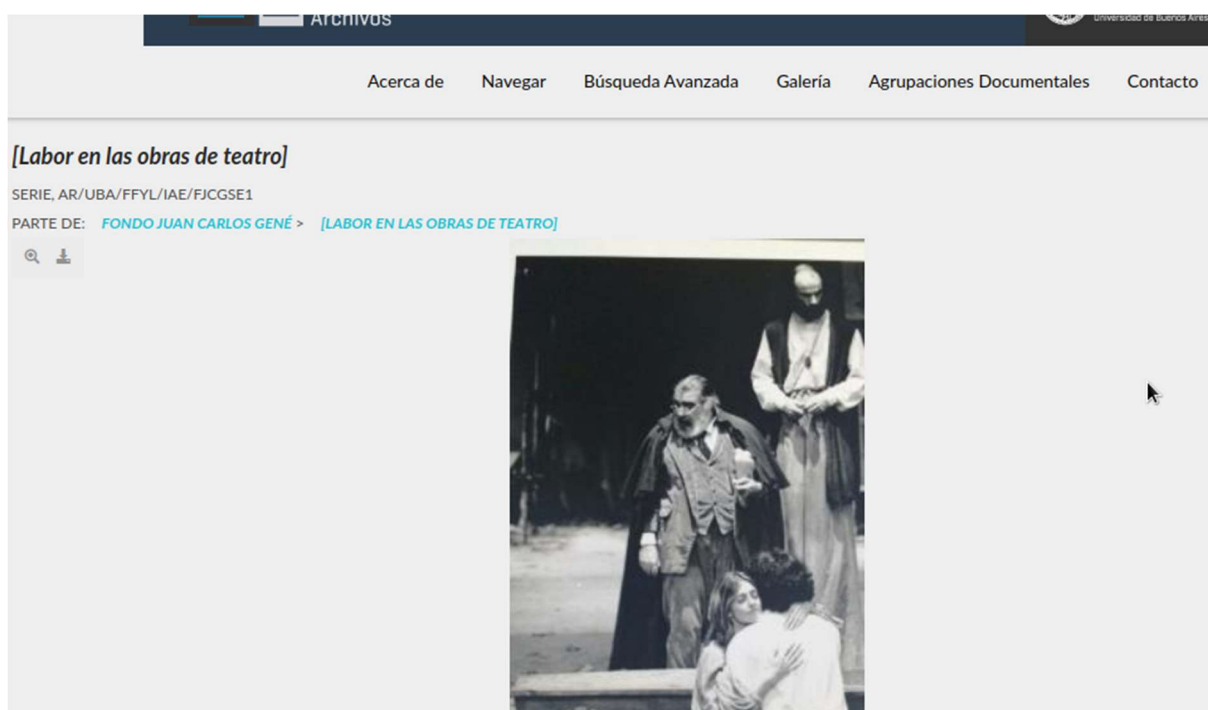 Archivos
Universidad de Buenos Aires
Acerca de Navegar Búsqueda Avanzada Galería Agrupaciones Documentales Contacto
[Labor en las obras de teatro]
SERIE, AR/UBA/FFYL/IAE/FJCGSE1
PARTE DE: FONDO JUAN CARLOS GENÉ > [LABOR EN LAS OBRAS DE TEATRO]